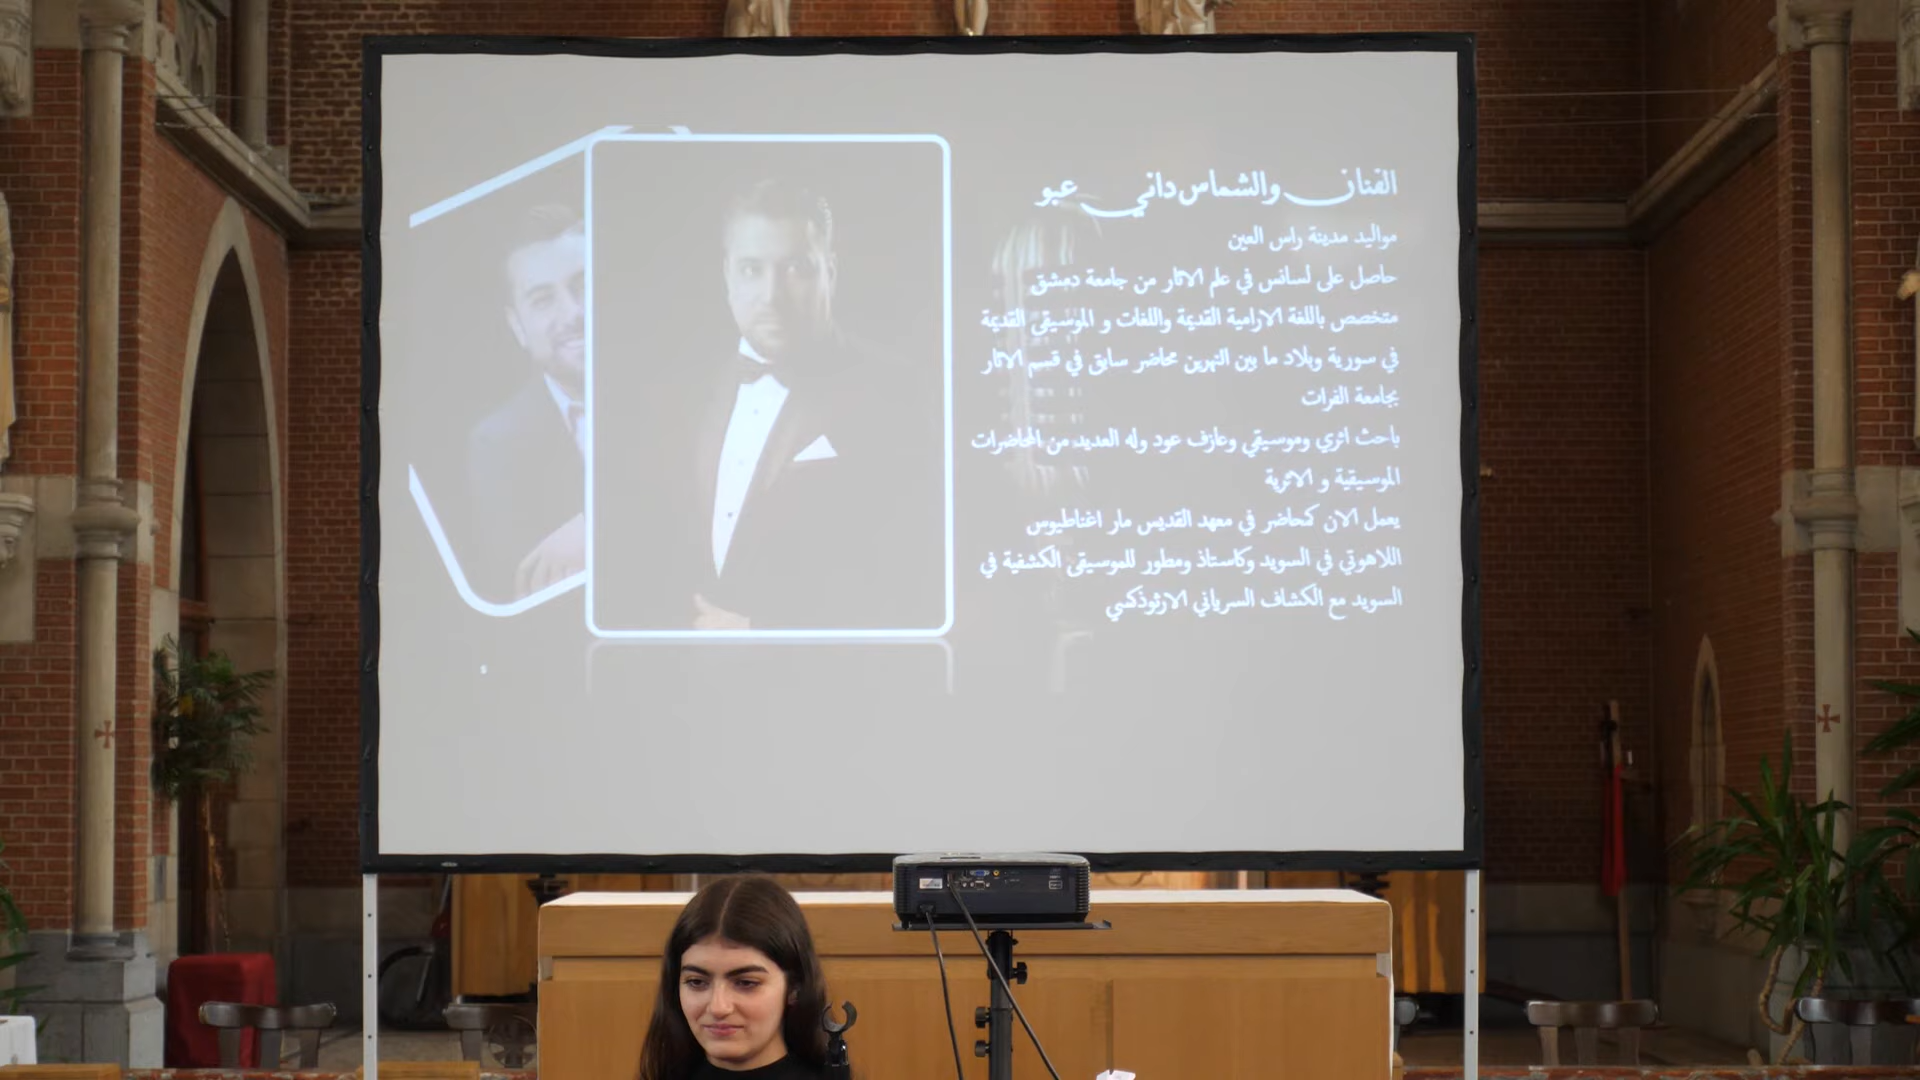 الفنان والشماس داني عبو
مواليد مدينة راس العين
حاصل على لسانس في علم الاثار من جامعة دمشق
متخصص باللغة الارامية القديمة واللغات و الموسيقى القديمة
في سورية وبلاد ما بين النهرين محاضر سابق في قسم الاثار
بجامعة الفرات
باحث اثري وموسيقي وعازف عود وله العديد من المحاضرات
الموسيقية و الاثرية
يعمل الان كمحاضر في معهد القديس مار اغناطيوس
اللاهوتي في السويد وكاستاذ ومطور للموسيقى الكشفية في
السويد مع الكشاف السرياني الارثوذكسي
s